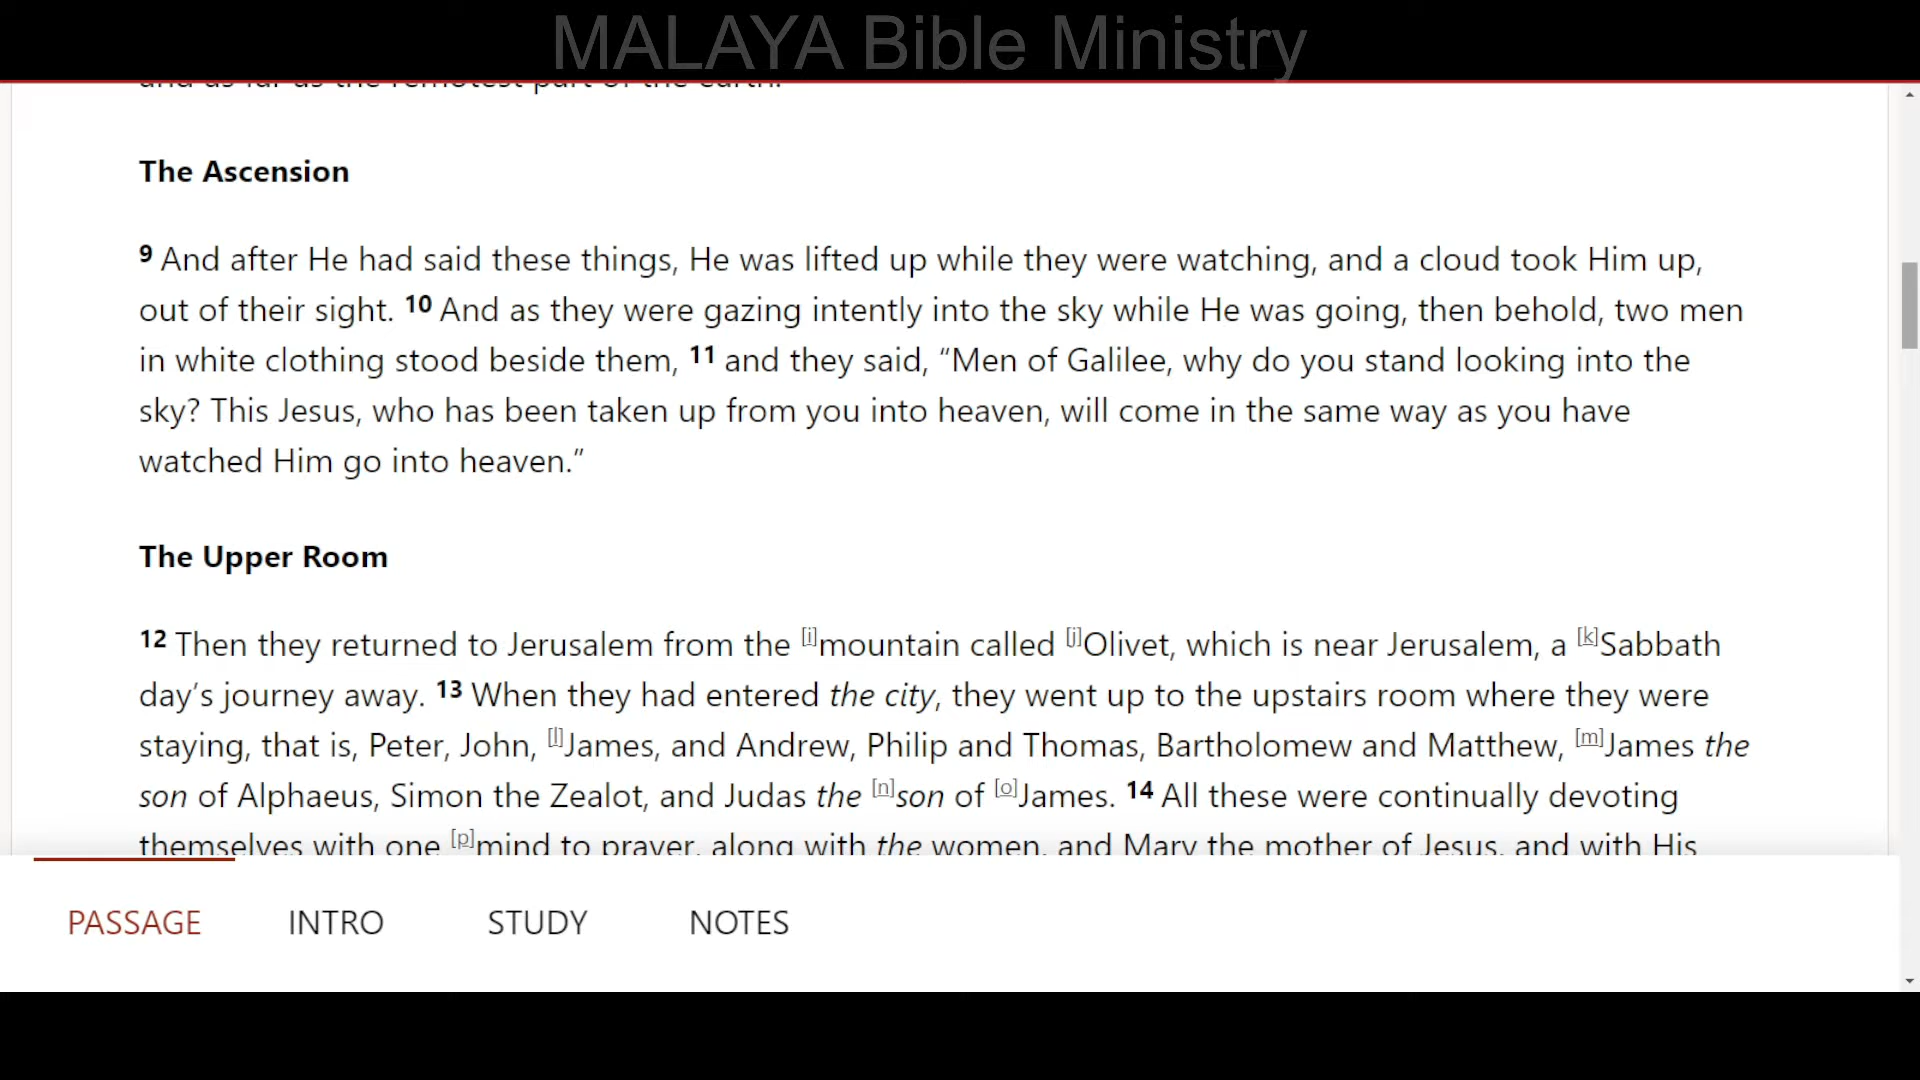 MALAYA Bible Ministry
and as far as the remotest part of the earth.
The Ascension
9 And after He had said these things, He was lifted up while they were watching, and a cloud took Him up,
out of their sight. 10 And as they were gazing intently into the sky while He was going, then behold, two men
in white clothing stood beside them, 11 and they said, “Men of Galilee, why do you stand looking into the
sky? This Jesus, who has been taken up from you into heaven, will come in the same way as you have
watched Him go into heaven.”
The Upper Room
12 Then they returned to Jerusalem from the [i]mountain called [j]Olivet, which is near Jerusalem, a [k]Sabbath
day’s journey away. 13 When they had entered the city, they went up to the upstairs room where they were
staying, that is, Peter, John, [l]James, and Andrew, Philip and Thomas, Bartholomew and Matthew, [m]James the
son of Alphaeus, Simon the Zealot, and Judas the [n]son of [o]James. 14 All these were continually devoting
themselves with one [p]mind to prayer, along with the women, and Mary the mother of Jesus, and with His
PASSAGE INTRO STUDY NOTES